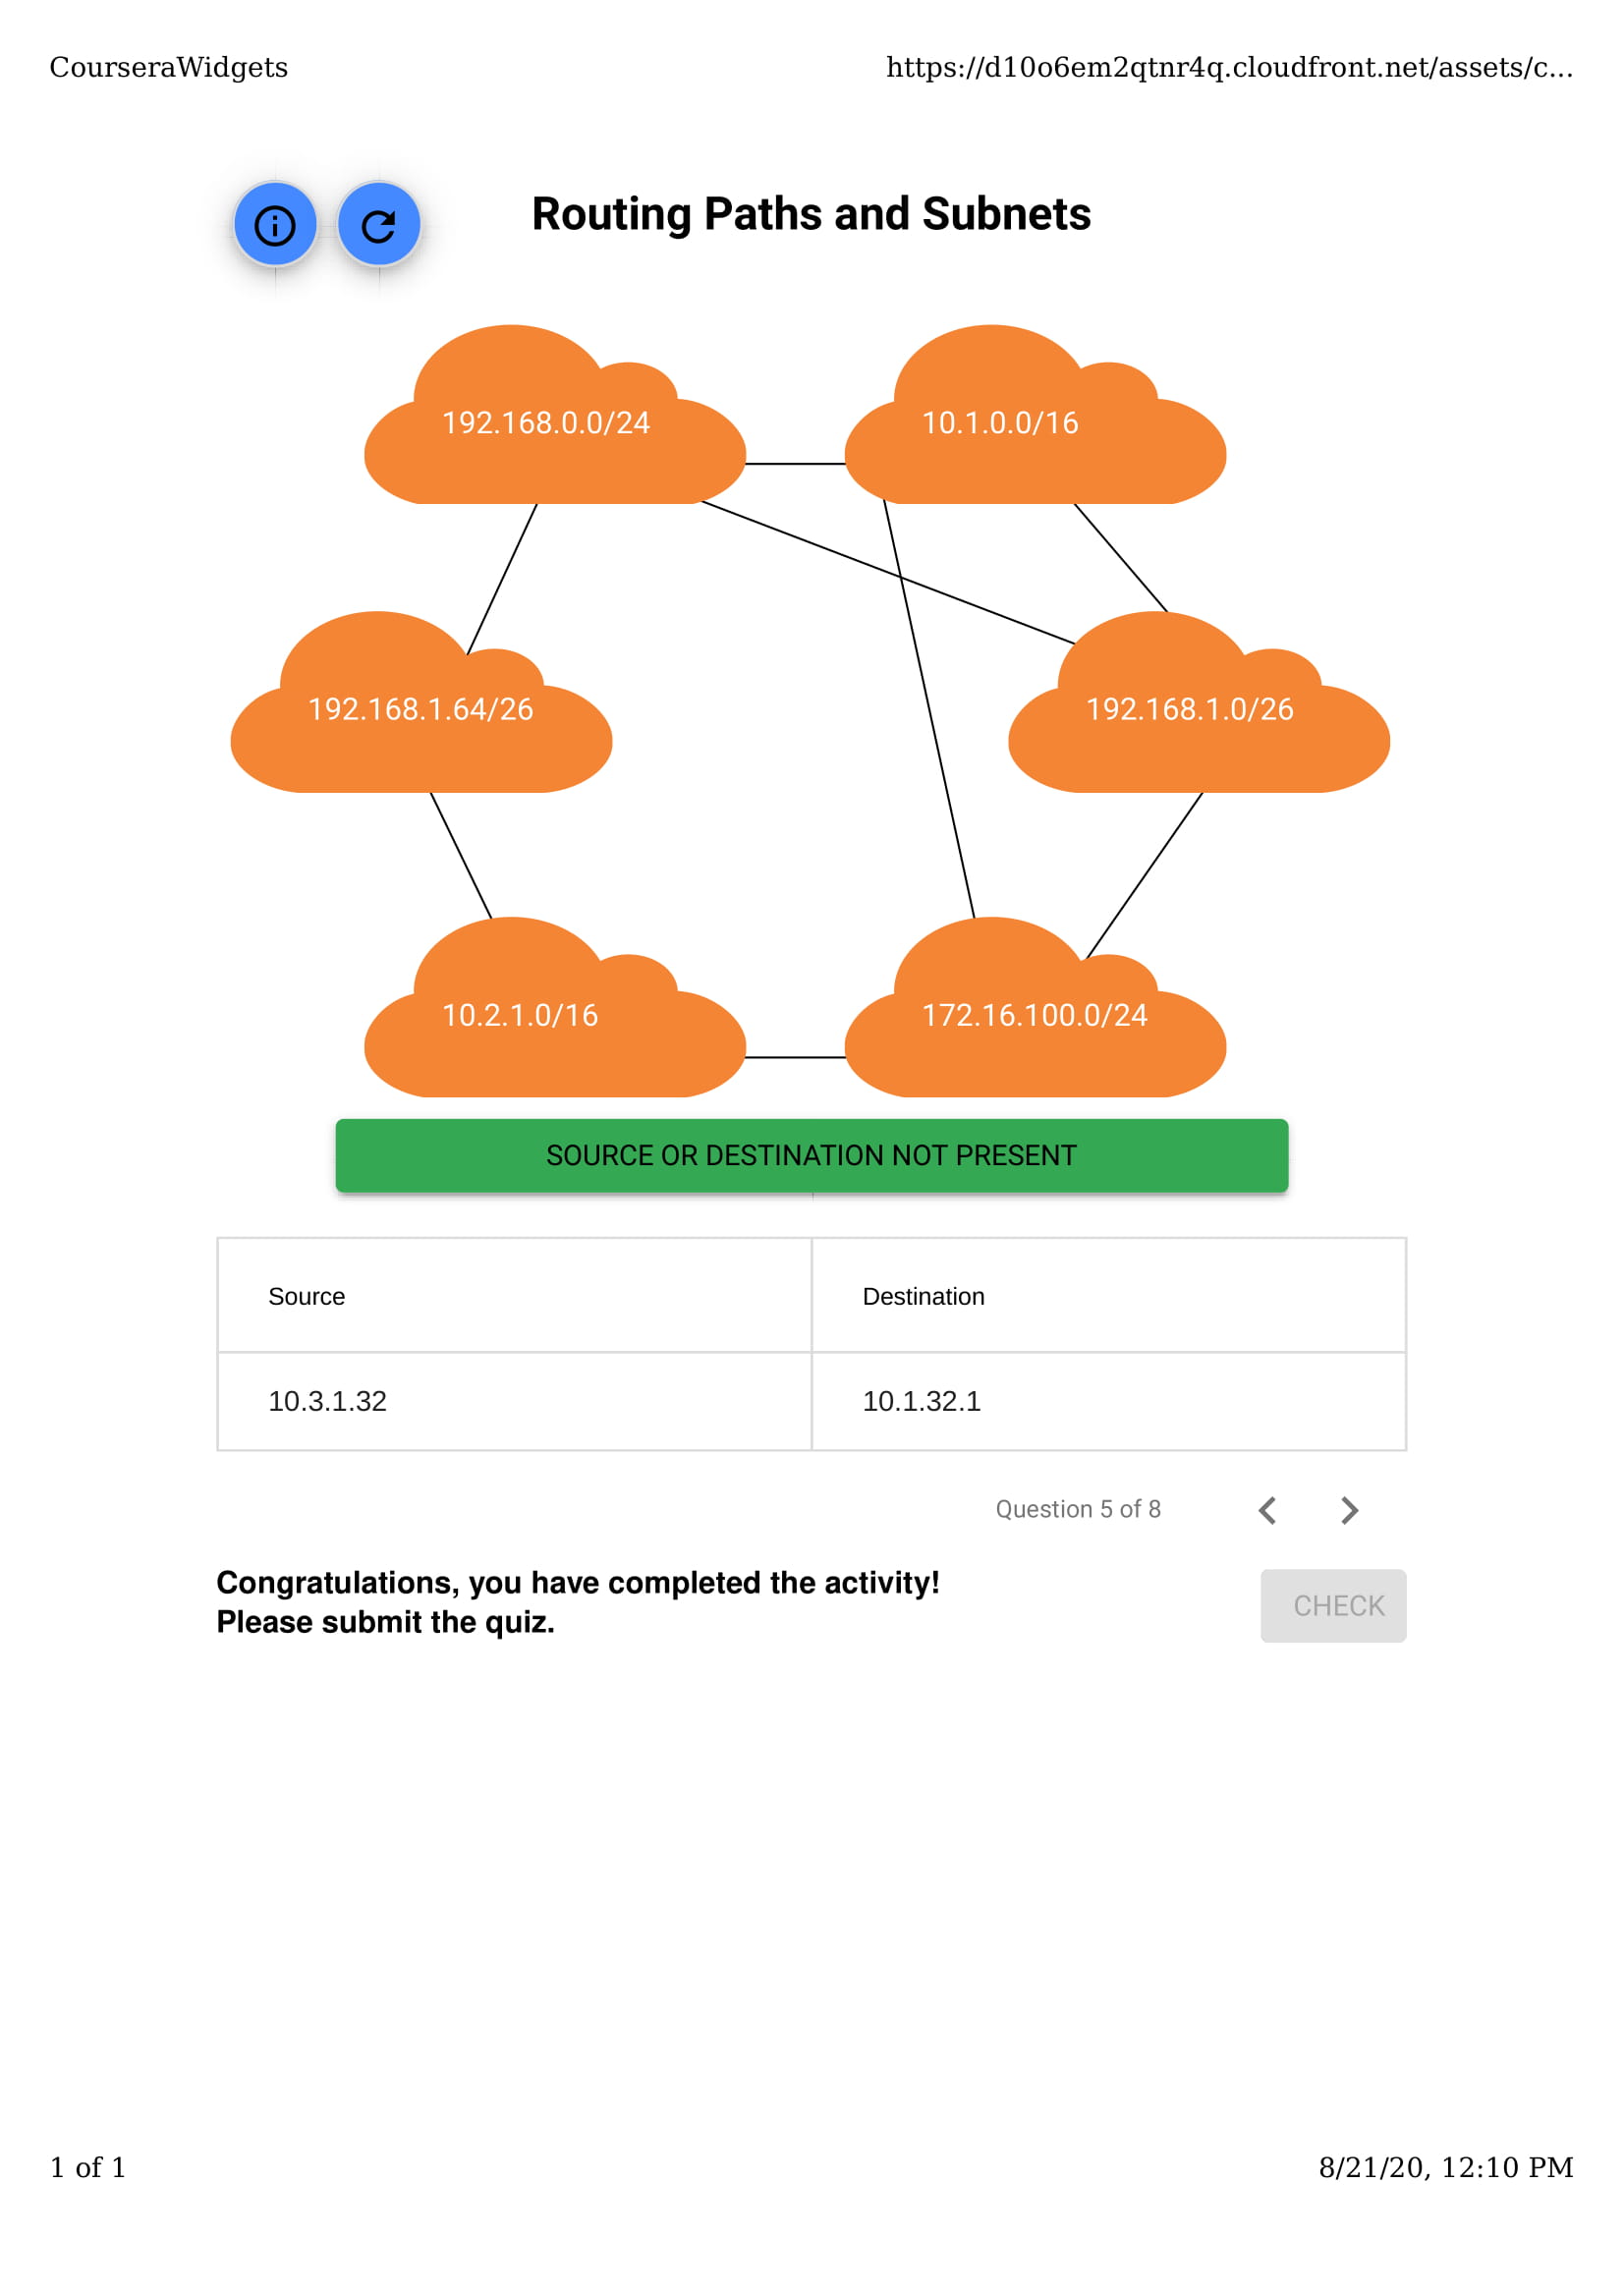 CourseraWidgets
https://d10o6em2qtnr4q.cloudfront.net/assets/c...
Routing Paths and Subnets
192.168.0.0/24
10.1.0.0/16
192.168.1.64/26
192.168.1.0/26
10.2.1.0/16
172.16.100.0/24
SOURCE OR DESTINATION NOT PRESENT
Source
Destination
10.3.1.32
10.1.32.1
Question 5 of 8
Congratulations, you have completed the activity!
Please submit the quiz.
CHECK
1 of 1
8/21/20, 12:10 PM